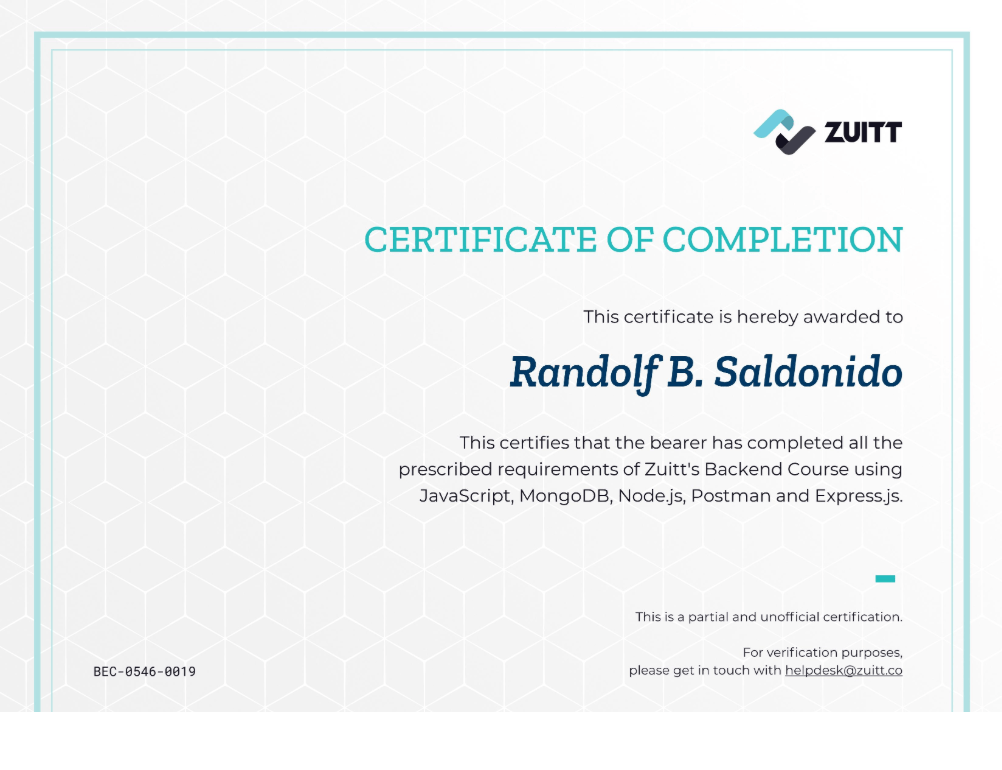 ZUITT
CERTIFICATE OF COMPLETION
This certificate is hereby awarded to
Randolf B. Saldonido
This certifies that the bearer has completed all the
prescribed requirements of Zuitt's Backend Course using
JavaScript, MongoDB, Node.js, Postman and Express.js.
This is a partial and unofficial certification.
For verification purposes,
please get in touch with helpdesk@zuitt.co
BEC-0546-0019